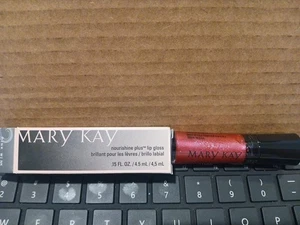 MARY KAY
nourishine plus™ lip gloss
brillant pour les lèvres / brillo labial
.15 FL. OZ. / 4.5 mL / 4,5 mL
MARY KAY